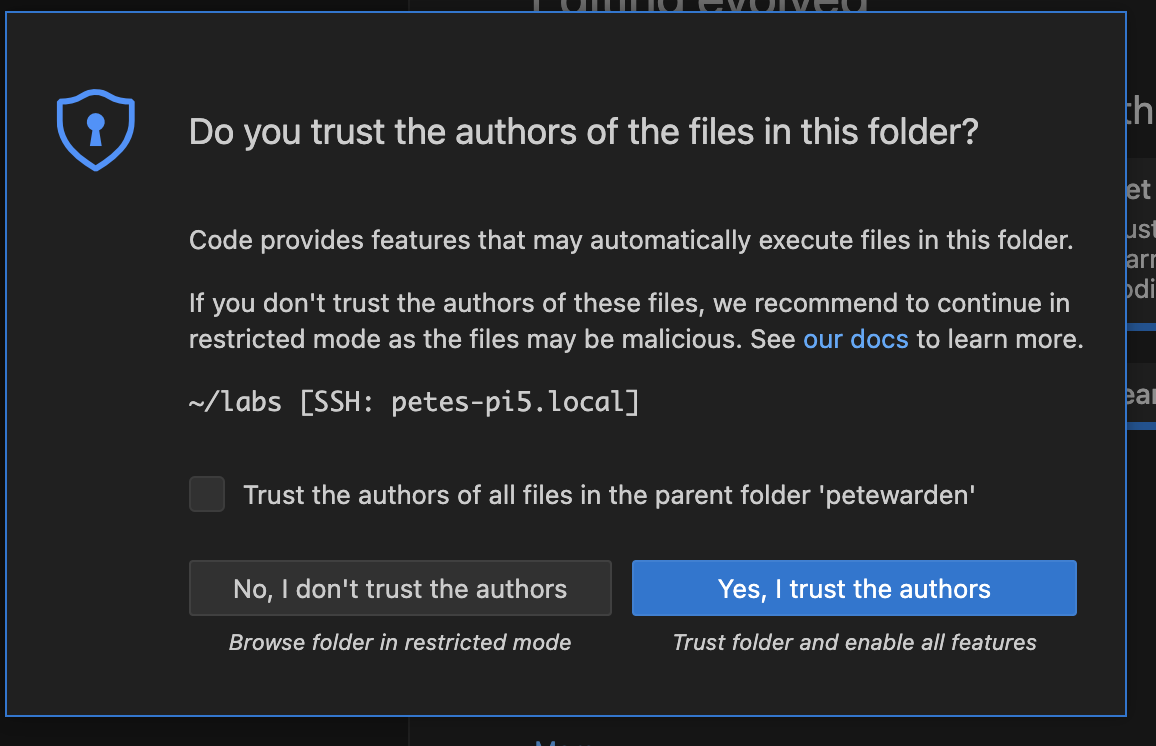 evolved
Do you trust the authors of the files in this folder?
Code provides features that may automatically execute files in this folder.
If you don't trust the authors of these files, we recommend to continue in
restricted mode as the files may be malicious. See our docs to learn more.
~/labs [SSH: petes-pi5.local]
Trust the authors of all files in the parent folder 'petewarden'
No, I don't trust the authors
Yes, I trust the authors
Browse folder in restricted mode
Trust folder and enable all features